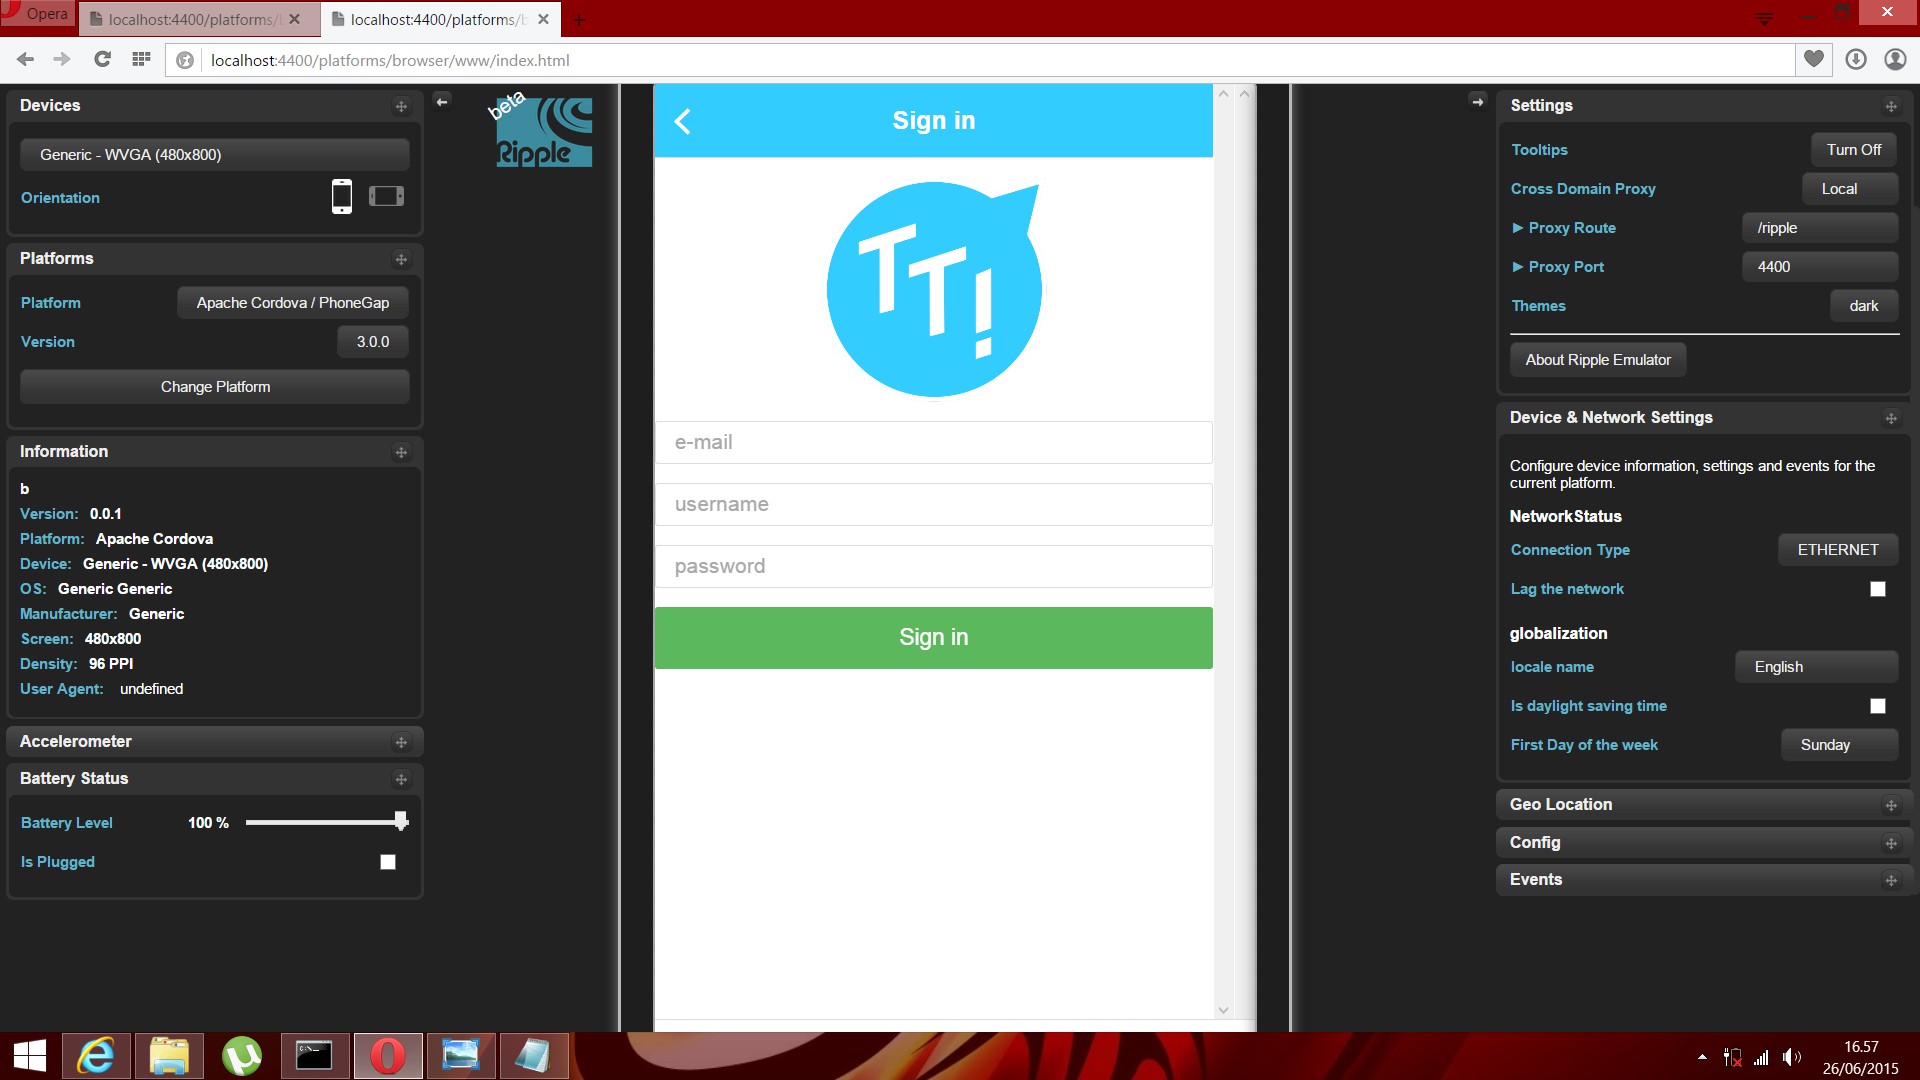 Opera
localhost:4400/platforms/
localhost:4400/platforms/
localhost:4400/platforms/browser/www/index.html
Devices
Generic - WVGA (480x800)
Orientation
Platforms
Platform Apache Cordova / PhoneGap
Version 3.0.0
Change Platform
Information
b
Version: 0.0.1
Platform: Apache Cordova
Device: Generic - WVGA (480x800)
OS: Generic Generic
Manufacturer: Generic
Screen: 480x800
Density: 96 PPI
User Agent: undefined
Accelerometer
Battery Status
Battery Level 100 %
Is Plugged
beta
Ripple
Sign in
TT!
e-mail
username
password
Sign in
Settings
Tooltips Turn Off
Cross Domain Proxy Local
► Proxy Route /ripple
► Proxy Port 4400
Themes dark
About Ripple Emulator
Device & Network Settings
Configure device information, settings and events for the
current platform.
NetworkStatus
Connection Type ETHERNET
Lag the network
globalization
locale name English
Is daylight saving time
First Day of the week Sunday
Geo Location
Config
Events
16.57
26/06/2015